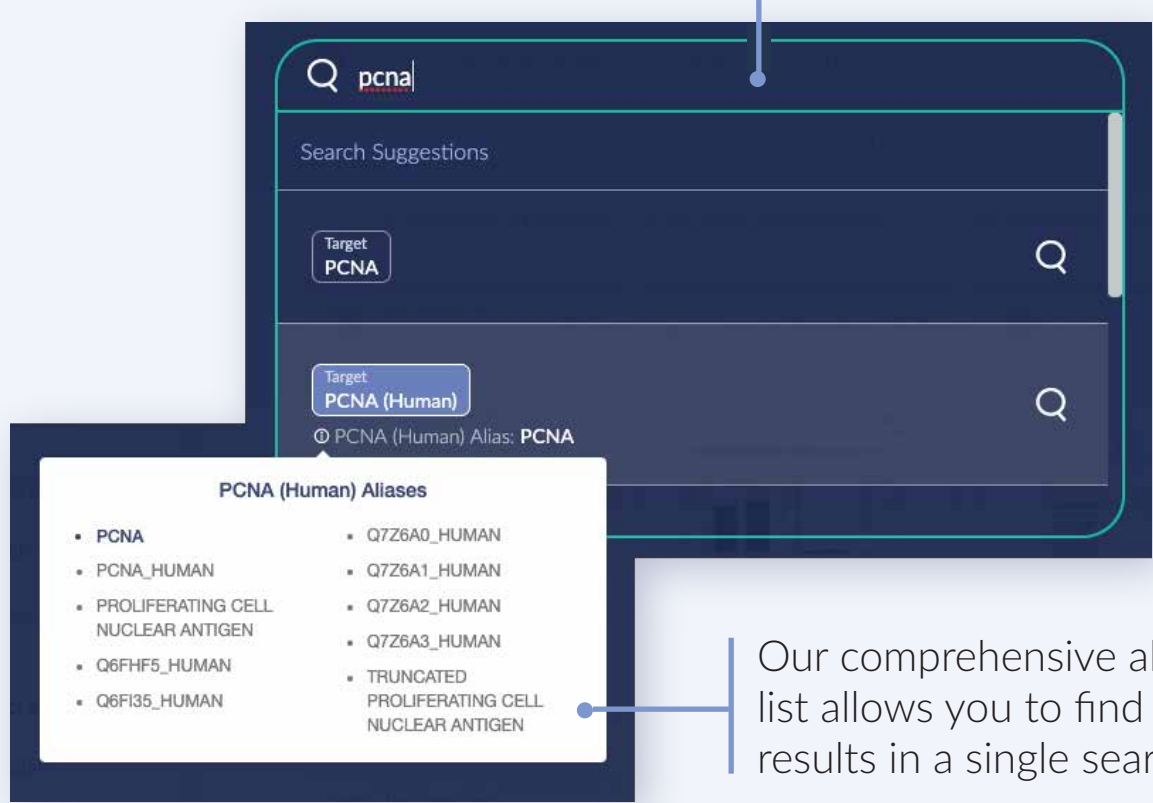 pcna
Search Suggestions
Target
PCNA
Target
PCNA (Human)
PCNA (Human) Alias: PCNA
PCNA (Human) Aliases
PCNA
PCNA_HUMAN
PROLIFERATING CELL
NUCLEAR ANTIGEN
Q6FHF5_HUMAN
Q6FI35_HUMAN
Q7Z6A0_HUMAN
Q7Z6A1_HUMAN
Q7Z6A2_HUMAN
Q7Z6A3_HUMAN
TRUNCATED
PROLIFERATING CELL
NUCLEAR ANTIGEN
Our comprehensive
list allows you to find
results in a single